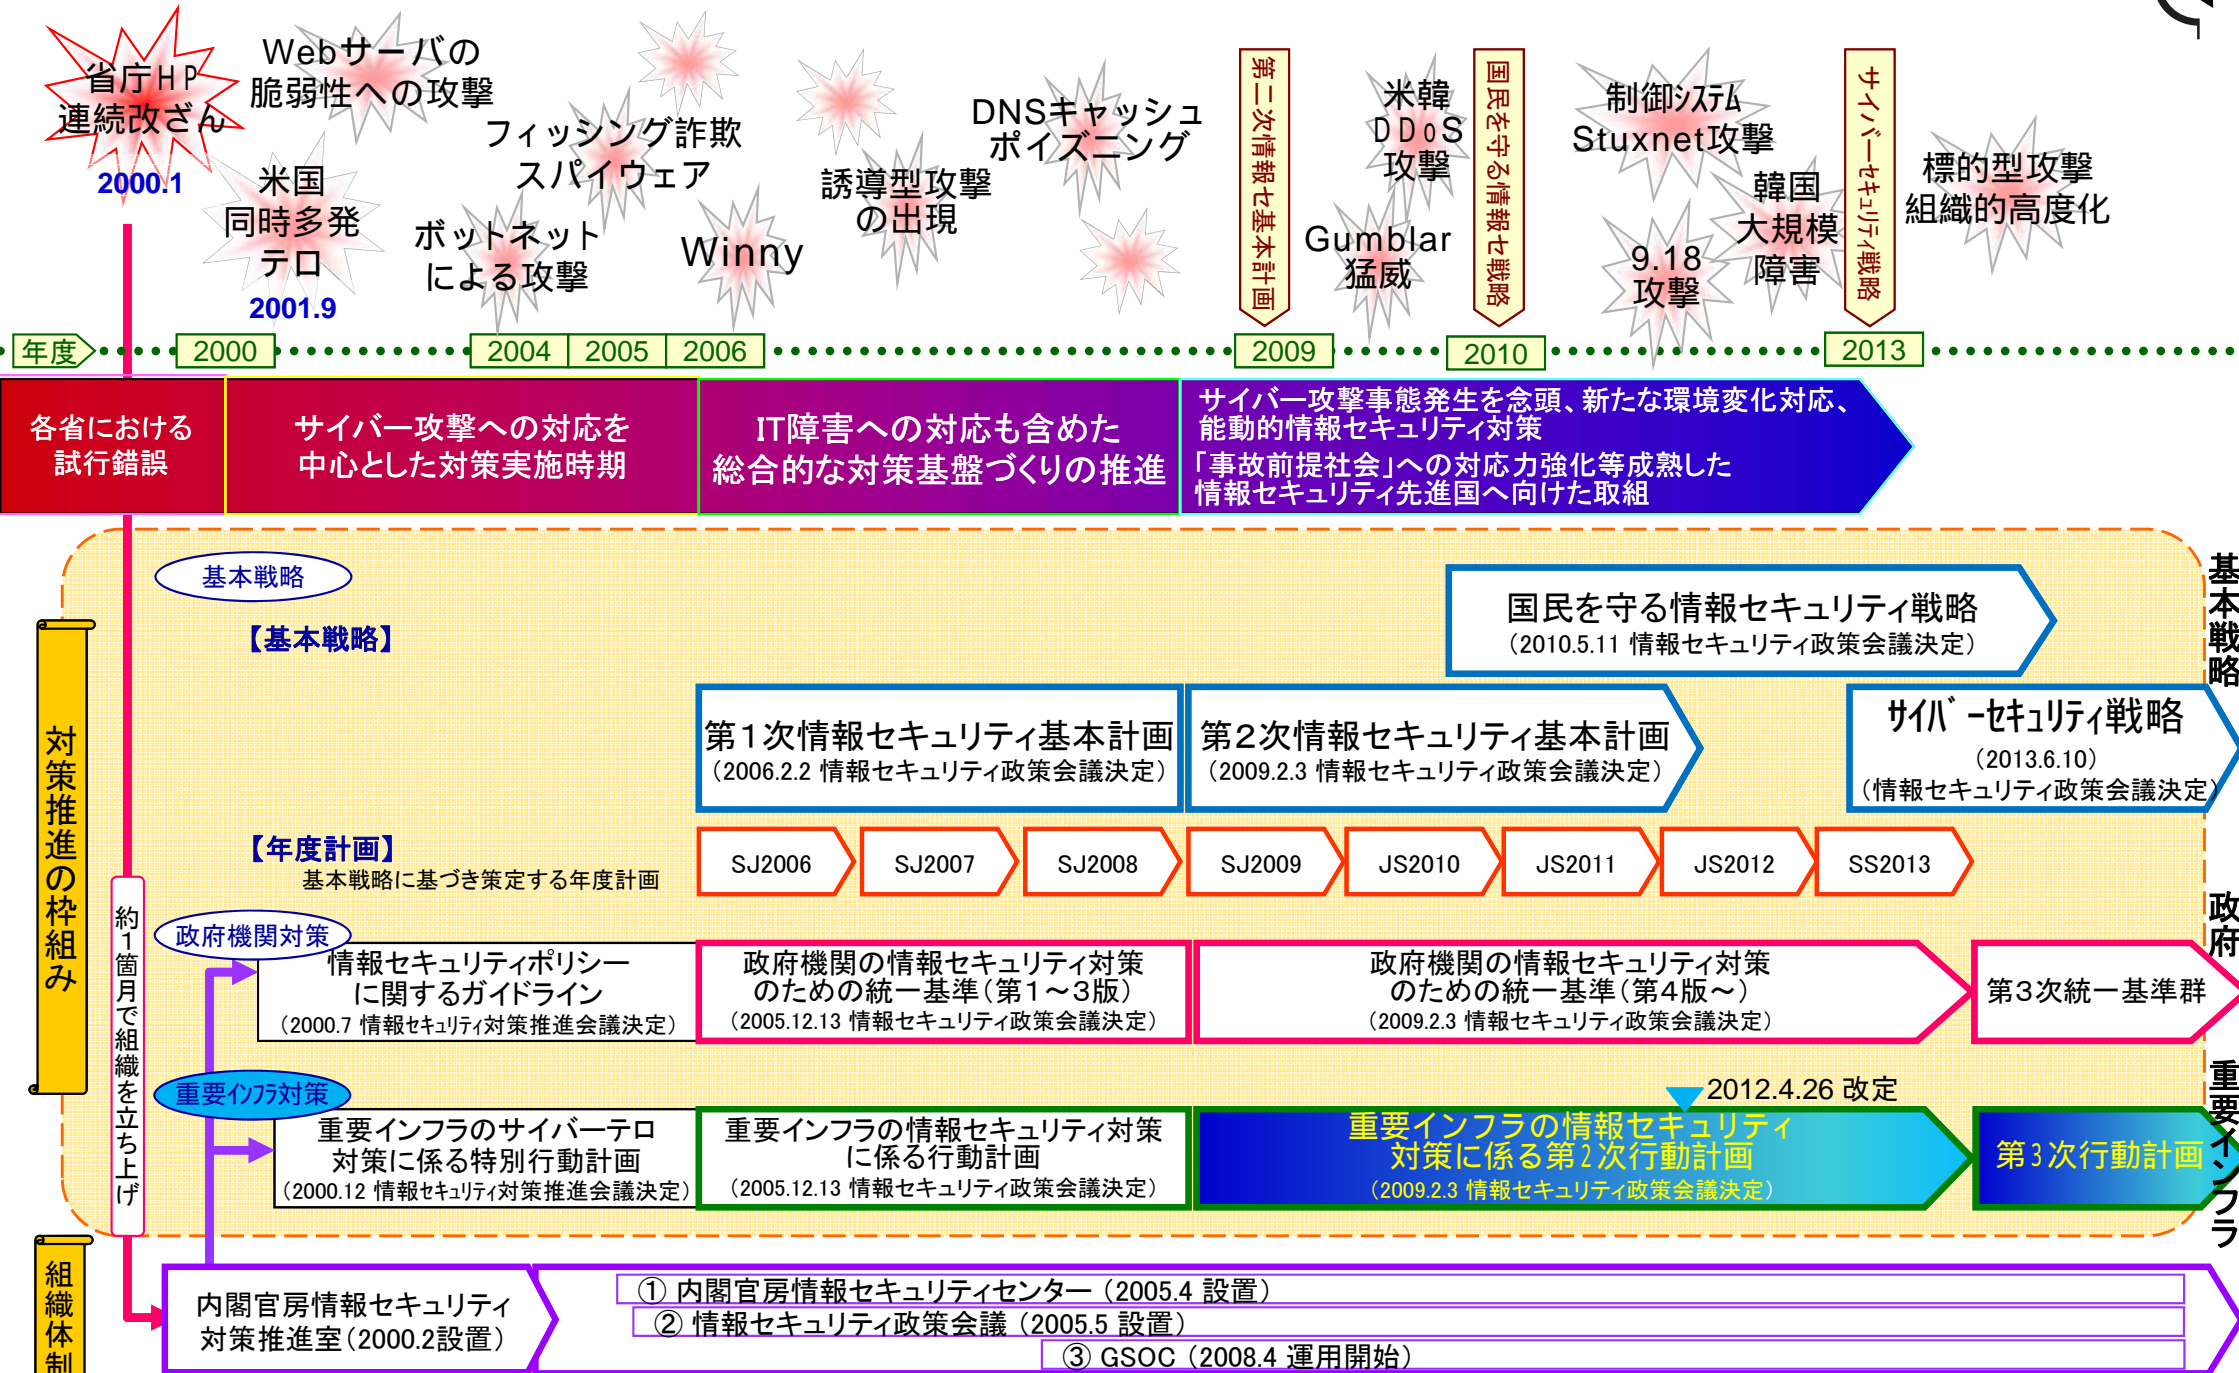 省庁HP
連続改ざん
2000.1
Webサーバの
脆弱性への攻撃
米国
同時多発
テロ
2001.9
フィッシング詐欺
スパイウェア
ボットネット
による攻撃
Winny
誘導型攻撃
の出現
DNSキャッシュ
ポイズニング
第二次情報セ基本計画
米韓
DDoS
攻撃
Gumblar
猛威
国民を守る情報セ戦略
制御ｼｽﾃﾑ
Stuxnet攻撃
9.18
攻撃
韓国
大規模
障害
サイバーセキュリティ戦略
標的型攻撃
組織的高度化
年度
2000
2004
2005
2006
2009
2010
2013
各省における
試行錯誤
サイバー攻撃への対応を
中心とした対策実施時期
IT障害への対応も含めた
総合的な対策基盤づくりの推進
サイバー攻撃事態発生を念頭、新たな環境変化対応、
能動的情報セキュリティ対策
「事故前提社会」への対応力強化等成熟した
情報セキュリティ先進国へ向けた取組
対策推進の枠組み
約1箇月で組織を立ち上げ
基本戦略
【基本戦略】
国民を守る情報セキュリティ戦略
（2010.5.11 情報セキュリティ政策会議決定）
基本戦略
第1次情報セキュリティ基本計画
（2006.2.2 情報セキュリティ政策会議決定）
第2次情報セキュリティ基本計画
（2009.2.3 情報セキュリティ政策会議決定）
ｻｲﾊﾞｰｾｷｭﾘﾃｨ戦略
（2013.6.10）
（情報セキュリティ政策会議決定）
【年度計画】
基本戦略に基づき策定する年度計画
SJ2006
SJ2007
SJ2008
SJ2009
JS2010
JS2011
JS2012
SS2013
政府機関対策
政府
情報セキュリティポリシー
に関するガイドライン
（2000.7 情報ｾｷｭﾘﾃｨ対策推進会議決定）
政府機関の情報セキュリティ対策
のための統一基準（第1～3版）
（2005.12.13 情報セキュリティ政策会議決定）
政府機関の情報セキュリティ対策
のための統一基準（第4版～）
（2009.2.3 情報セキュリティ政策会議決定）
第3次統一基準群
重要ｲﾝﾌﾗ対策
重要インフラ
2012.4.26 改定
重要インフラのサイバーテロ
対策に係る特別行動計画
（2000.12 情報ｾｷｭﾘﾃｨ対策推進会議決定）
重要インフラの情報セキュリティ対策
に係る行動計画
（2005.12.13 情報セキュリティ政策会議決定）
重要インフラの情報セキュリティ
対策に係る第2次行動計画
（2009.2.3 情報セキュリティ政策会議決定）
第3次行動計画
組織体制
内閣官房情報セキュリティ
対策推進室（2000.2設置）
① 内閣官房情報セキュリティセンター（2005.4 設置）
② 情報セキュリティ政策会議（2005.5 設置）
③ GSOC（2008.4 運用開始）